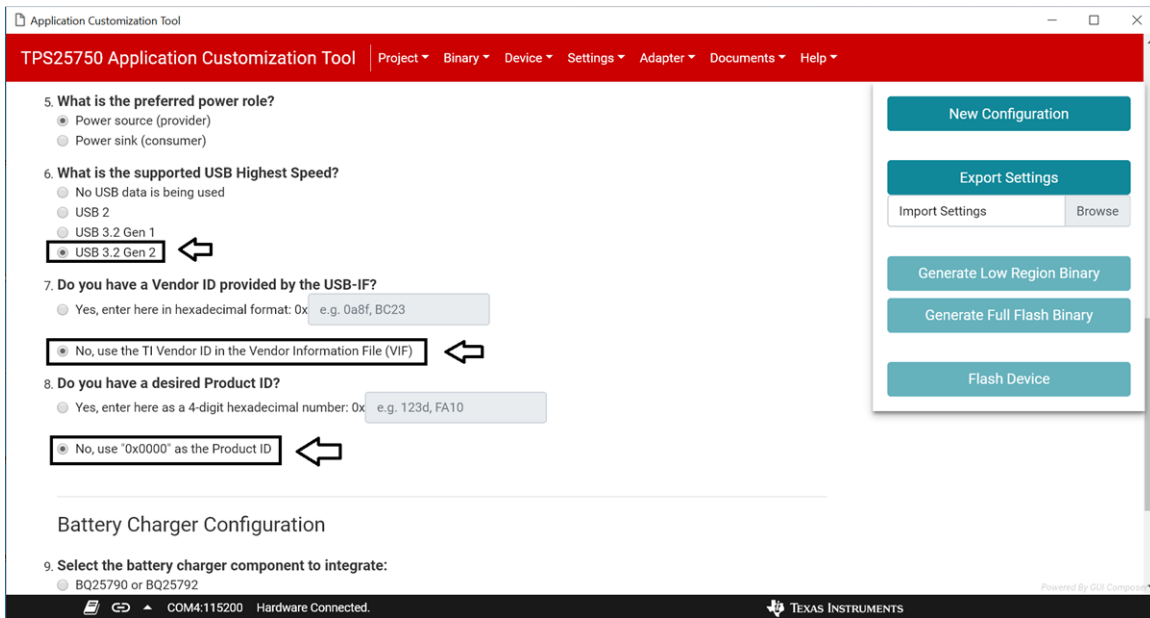 Application Customization Tool
TPS25750 Application Customization Tool Project Binary Device Settings Adapter Documents Help
5. What is the preferred power role?
Power source (provider)
Power sink (consumer)
6. What is the supported USB Highest Speed?
No USB data is being used
USB 2
USB 3.2 Gen 1
USB 3.2 Gen 2
7. Do you have a Vendor ID provided by the USB-IF?
Yes, enter here in hexadecimal format: 0x e.g. 0a8f, BC23
No, use the TI Vendor ID in the Vendor Information File (VIF)
8. Do you have a desired Product ID?
Yes, enter here as a 4-digit hexadecimal number: 0x e.g. 123d, FA10
No, use "0x0000" as the Product ID
Battery Charger Configuration
9. Select the battery charger component to integrate:
BQ25790 or BQ25792
New Configuration
Export Settings
Import Settings Browse
Generate Low Region Binary
Generate Full Flash Binary
Flash Device
Powered By GUI Composer
COM4:115200 Hardware Connected.
TEXAS INSTRUMENTS